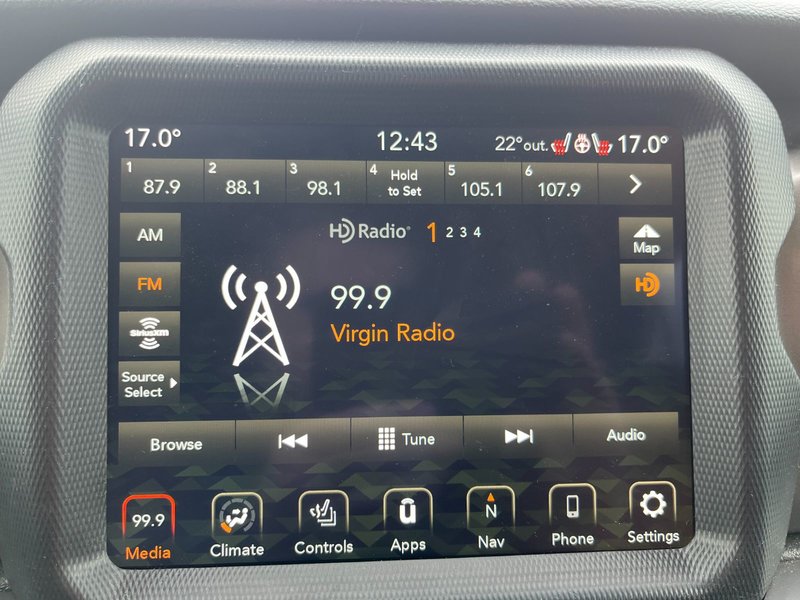 17.0° 12:43 22°out. 17.0°
1 87.9 2 88.1 3 98.1 4 Hold to Set 5 105.1 6 107.9
AM HD Radio 1 2 3 4 Map
FM 99.9 HD
Virgin Radio
SiriusXM
Source
Select
Browse Tune Audio
99.9 N
Media Climate Controls Apps Nav Phone Settings